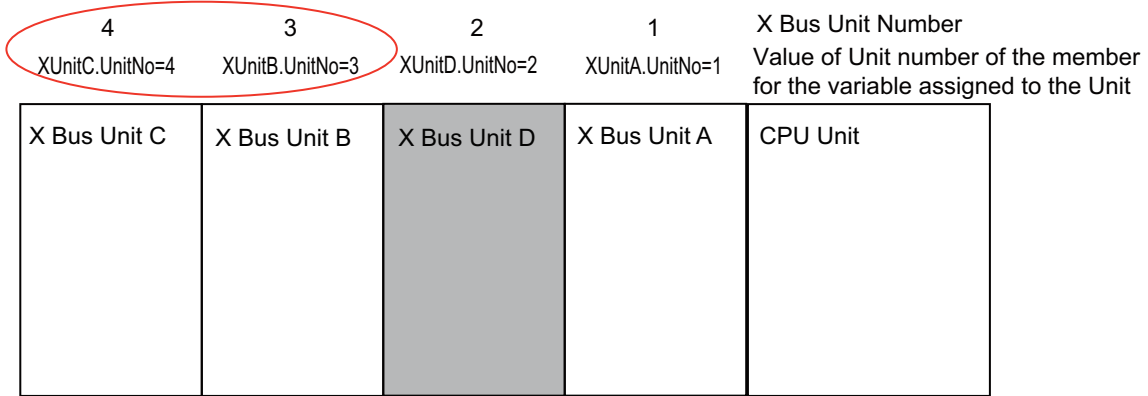 4 3 2 1 X Bus Unit Number
XUnitC.UnitNo=4 XUnitB.UnitNo=3 XUnitD.UnitNo=2 XUnitA.UnitNo=1 Value of Unit number of the member
for the variable assigned to the Unit
X Bus Unit C X Bus Unit B X Bus Unit D X Bus Unit A CPU Unit